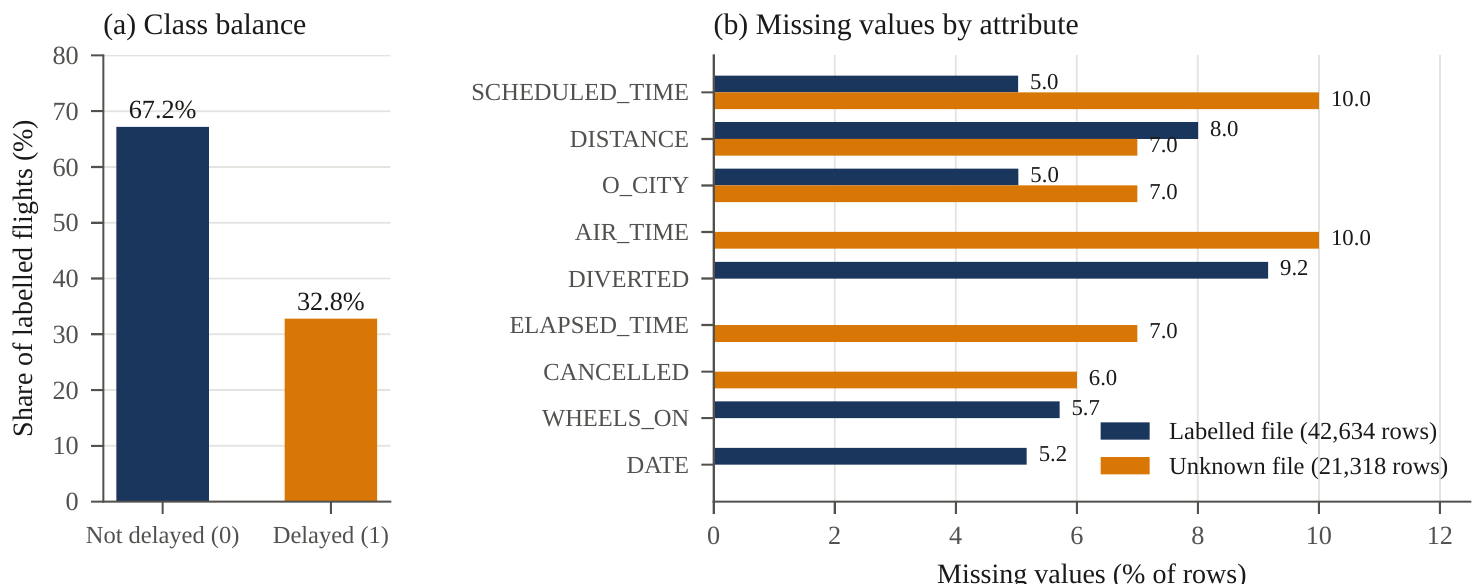 (a) Class balance
80
70
60
50
40
30
20
10
0
Share of labelled flights (%)
67.2%
32.8%
Not delayed (0)
Delayed (1)
(b) Missing values by attribute
SCHEDULED_TIME
5.0
10.0
DISTANCE
8.0
7.0
O_CITY
5.0
7.0
AIR_TIME
10.0
DIVERTED
9.2
ELAPSED_TIME
7.0
CANCELLED
6.0
WHEELS_ON
5.7
DATE
5.2
Labelled file (42,634 rows)
Unknown file (21,318 rows)
0 2 4 6 8 10 12
Missing values (% of rows)